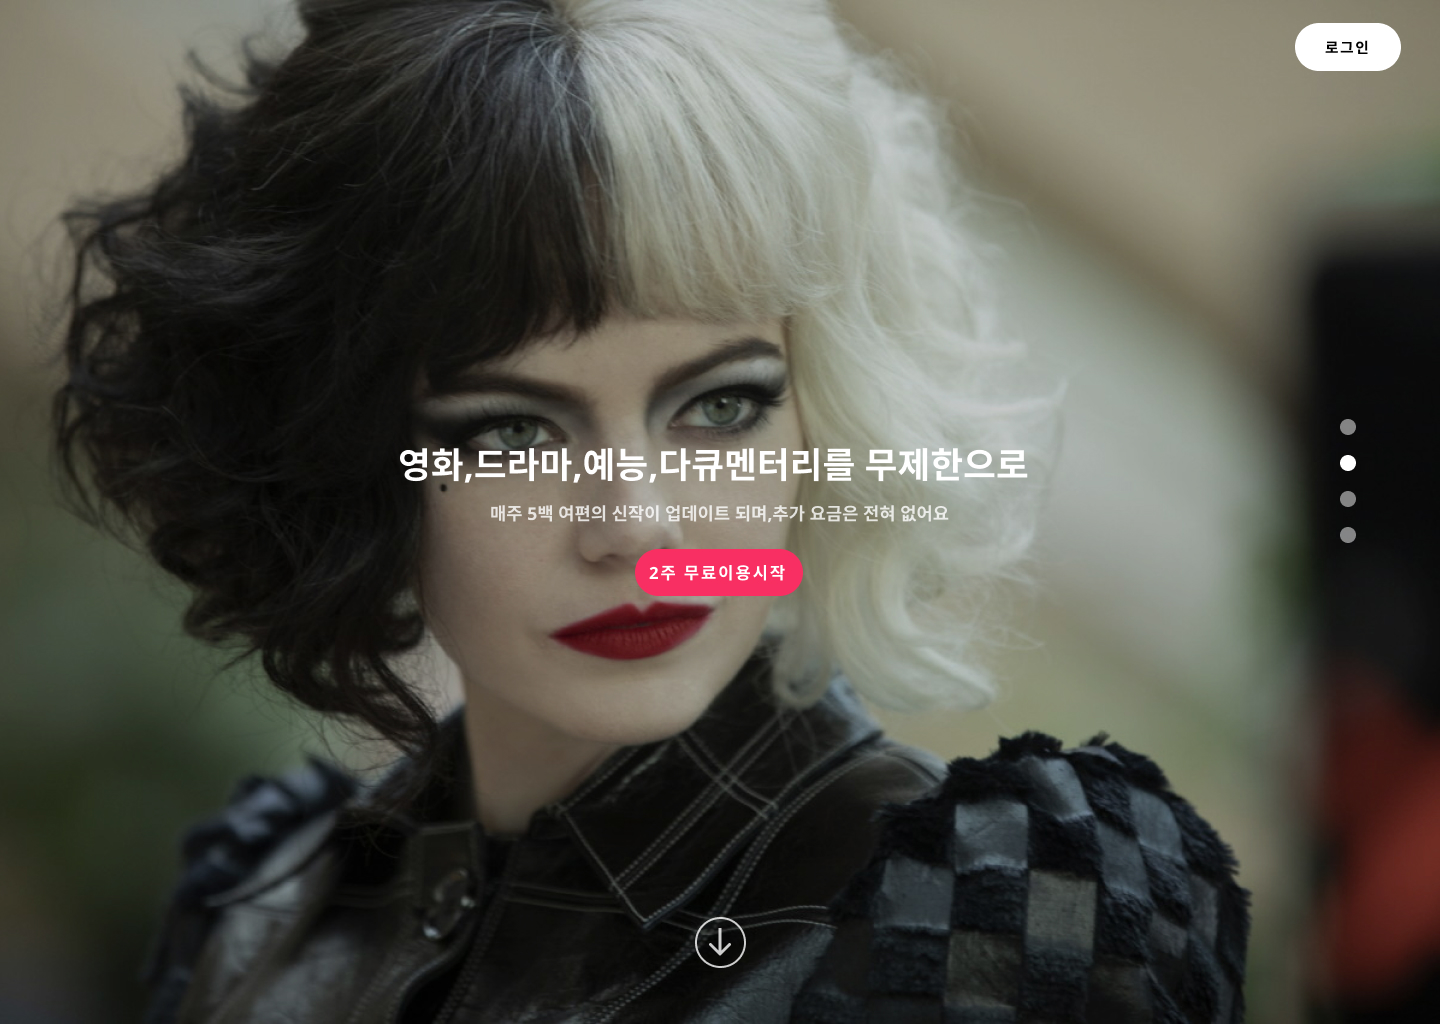 로그인
영화,드라마,예능,다큐멘터리를 무제한으로
매주 5백 여편의 신작이 업데이트 되며,추가 요금은 전혀 없어요
2주 무료이용시작